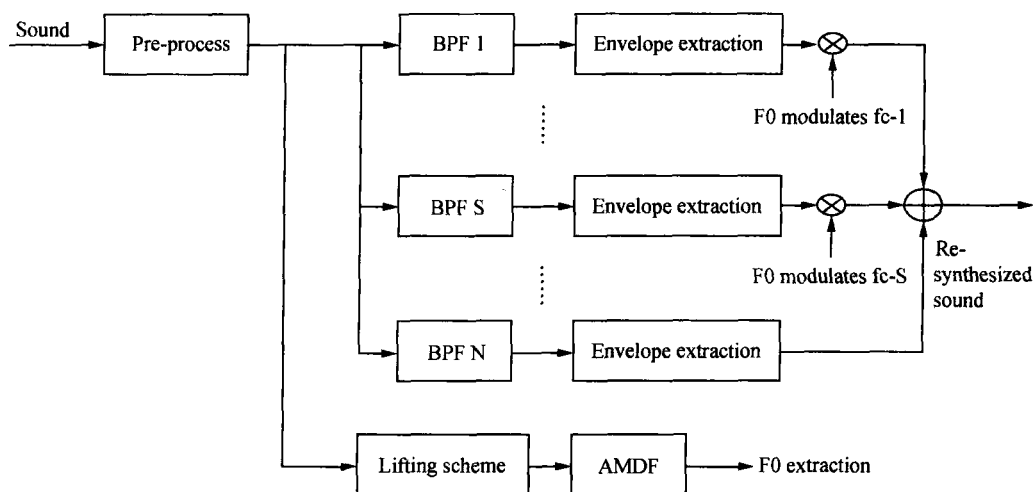 Sound
Pre-process
BPF 1
Envelope extraction
F0 modulates fc-1
BPF S
Envelope extraction
F0 modulates fc-S
Re-
synthesized
sound
BPF N
Envelope extraction
Lifting scheme
AMDF
F0 extraction